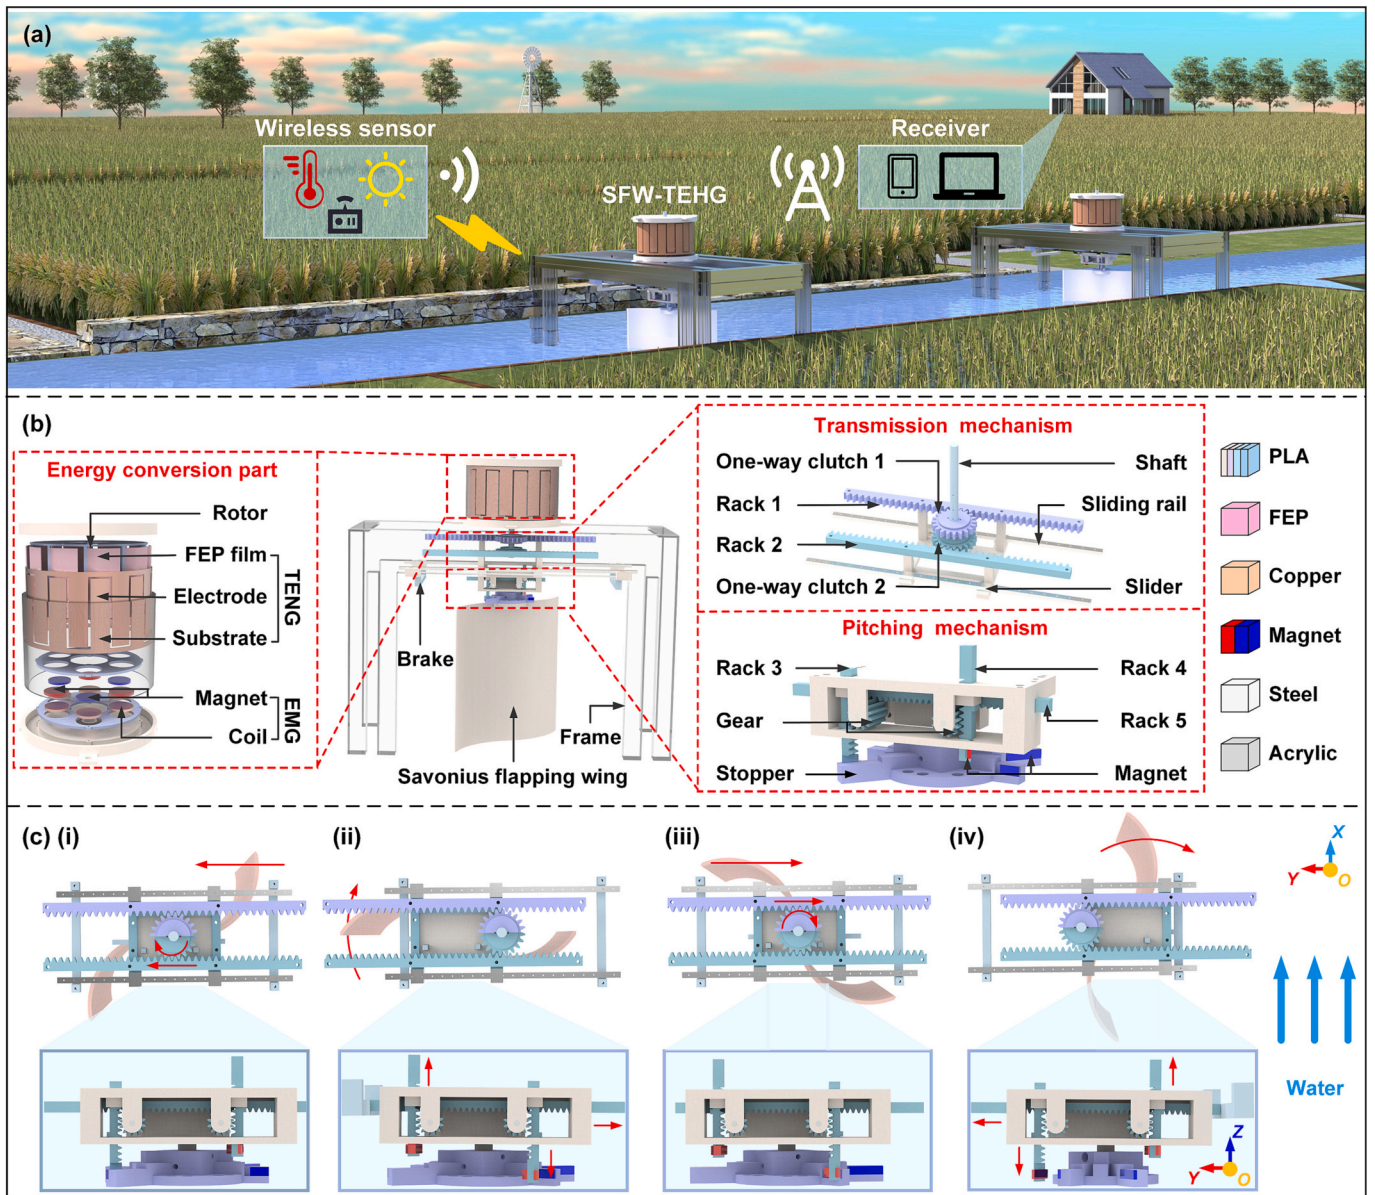 (a)
Wireless sensor
Receiver
SFW-TEHG
(b)
Energy conversion part
Rotor
FEP film
Electrode
Substrate
TENG
Magnet
Coil
EMG
Brake
Frame
Savonius flapping wing
Transmission mechanism
One-way clutch 1
Shaft
Rack 1
Sliding rail
Rack 2
One-way clutch 2
Slider
Pitching mechanism
Rack 3
Rack 4
Gear
Rack 5
Stopper
Magnet
PLA
FEP
Copper
Magnet
Steel
Acrylic
(c) (i)
(ii)
(iii)
(iv)
X
Y
O
Water
Z
Y
O